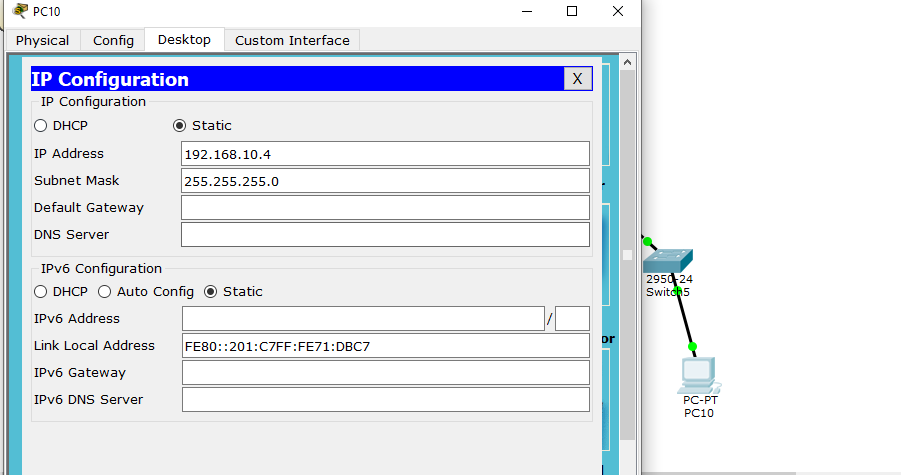 PC10
Physical Config Desktop Custom Interface
IP Configuration X
IP Configuration
DHCP Static
IP Address 192.168.10.4
Subnet Mask 255.255.255.0
Default Gateway
DNS Server
IPv6 Configuration
DHCP Auto Config Static
IPv6 Address /
Link Local Address FE80::201:C7FF:FE71:DBC7
IPv6 Gateway
IPv6 DNS Server
r
or
2950-24
Switch5
PC-PT
PC10